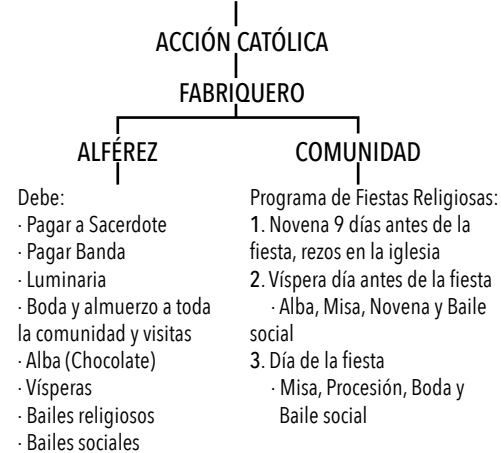 ACCIÓN CATÓLICA
FABRIQUERO
ALFÉREZ
Debe:
· Pagar a Sacerdote
· Pagar Banda
· Luminaria
· Boda y almuerzo a toda
la comunidad y visitas
· Alba (Chocolate)
· Vísperas
· Bailes religiosos
· Bailes sociales
COMUNIDAD
Programa de Fiestas Religiosas:
1. Novena 9 días antes de la
fiesta, rezos en la iglesia
2. Víspera día antes de la fiesta
· Alba, Misa, Novena y Baile
social
3. Día de la fiesta
· Misa, Procesión, Boda y
Baile social